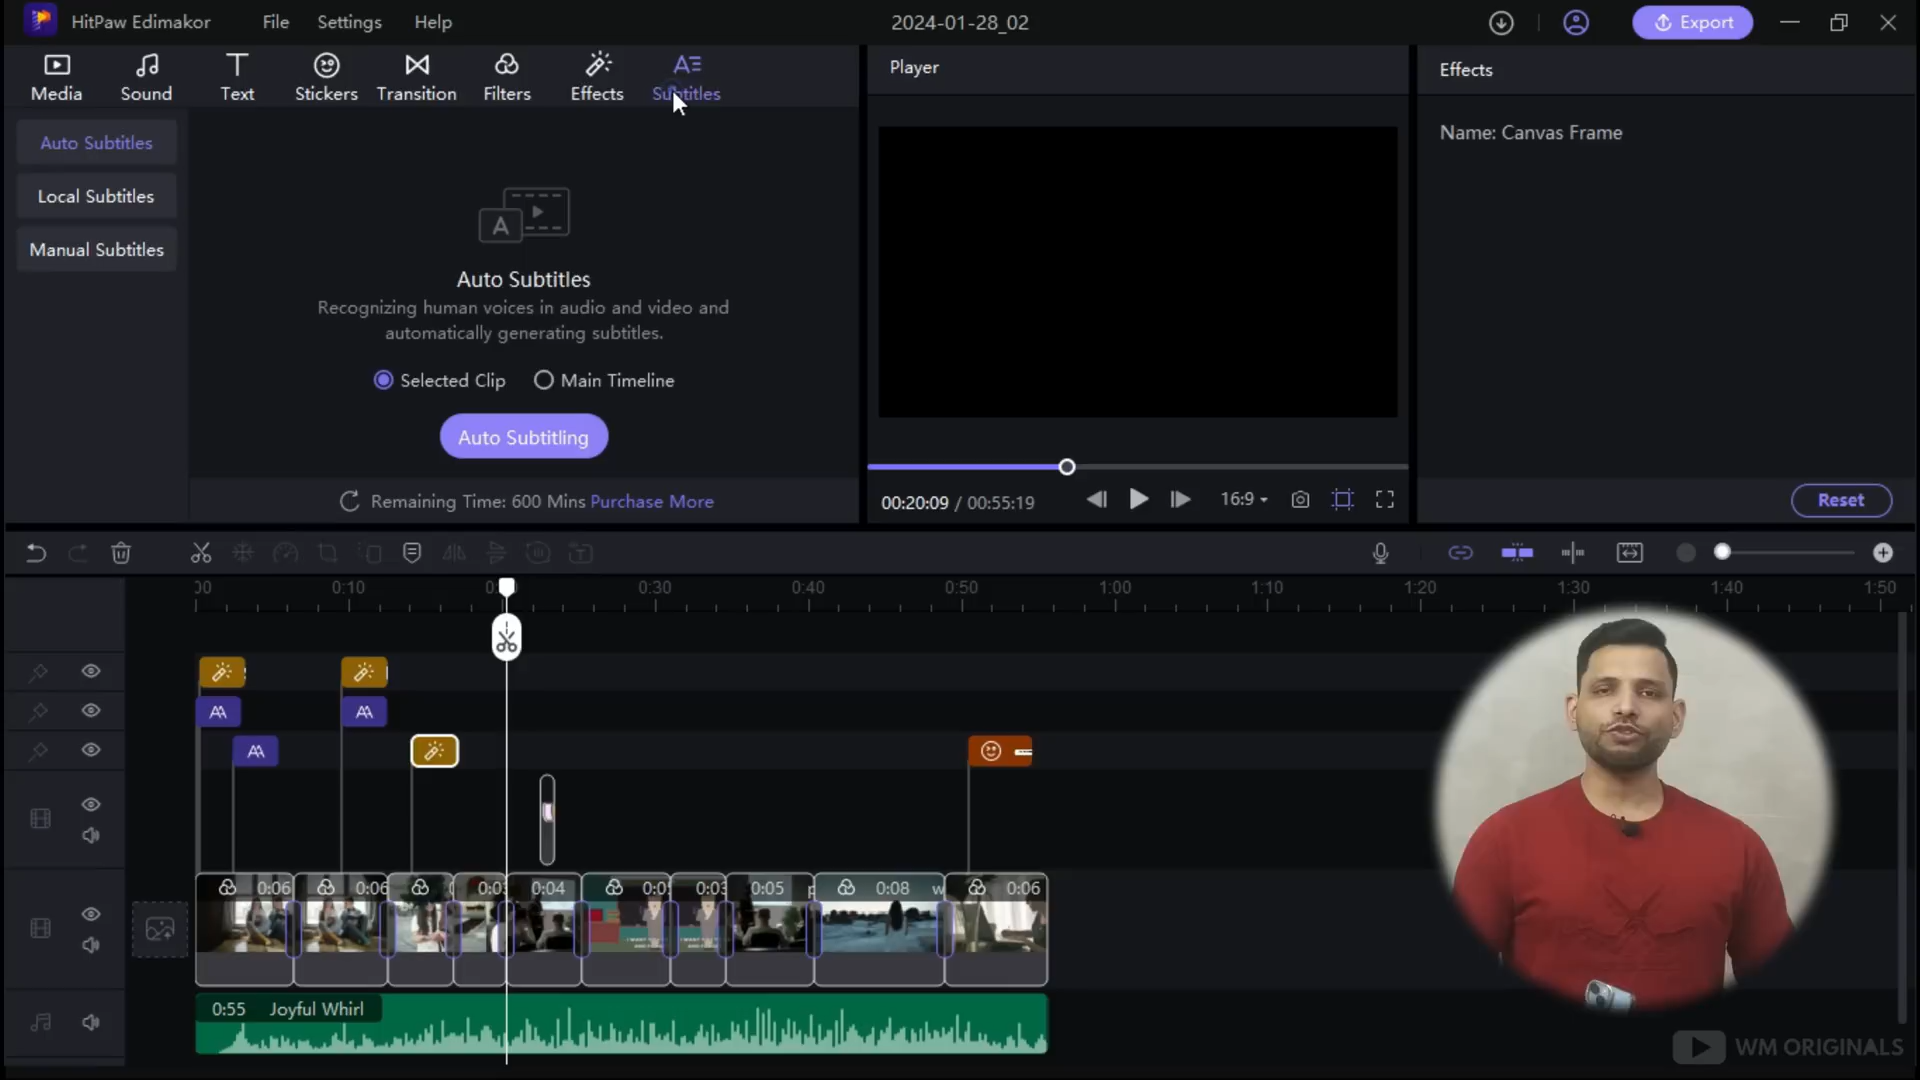 HitPaw Edimakor
File
Settings
Help
2024-01-28_02
Export
Media
Sound
Text
Stickers
Transition
Filters
Effects
Subtitles
Auto Subtitles
Local Subtitles
Manual Subtitles
Auto Subtitles
Recognizing human voices in audio and video and
automatically generating subtitles.
Selected Clip
Main Timeline
Auto Subtitling
Remaining Time: 600 Mins Purchase More
Player
00:20:09 / 00:55:19
16:9
Effects
Name: Canvas Frame
Reset
0:10
0:30
0:40
0:50
1:00
1:10
1:20
1:30
1:40
1:50
0:06
0:04
0:05
0:08
0:06
0:55 Joyful Whirl
WM ORIGINALS